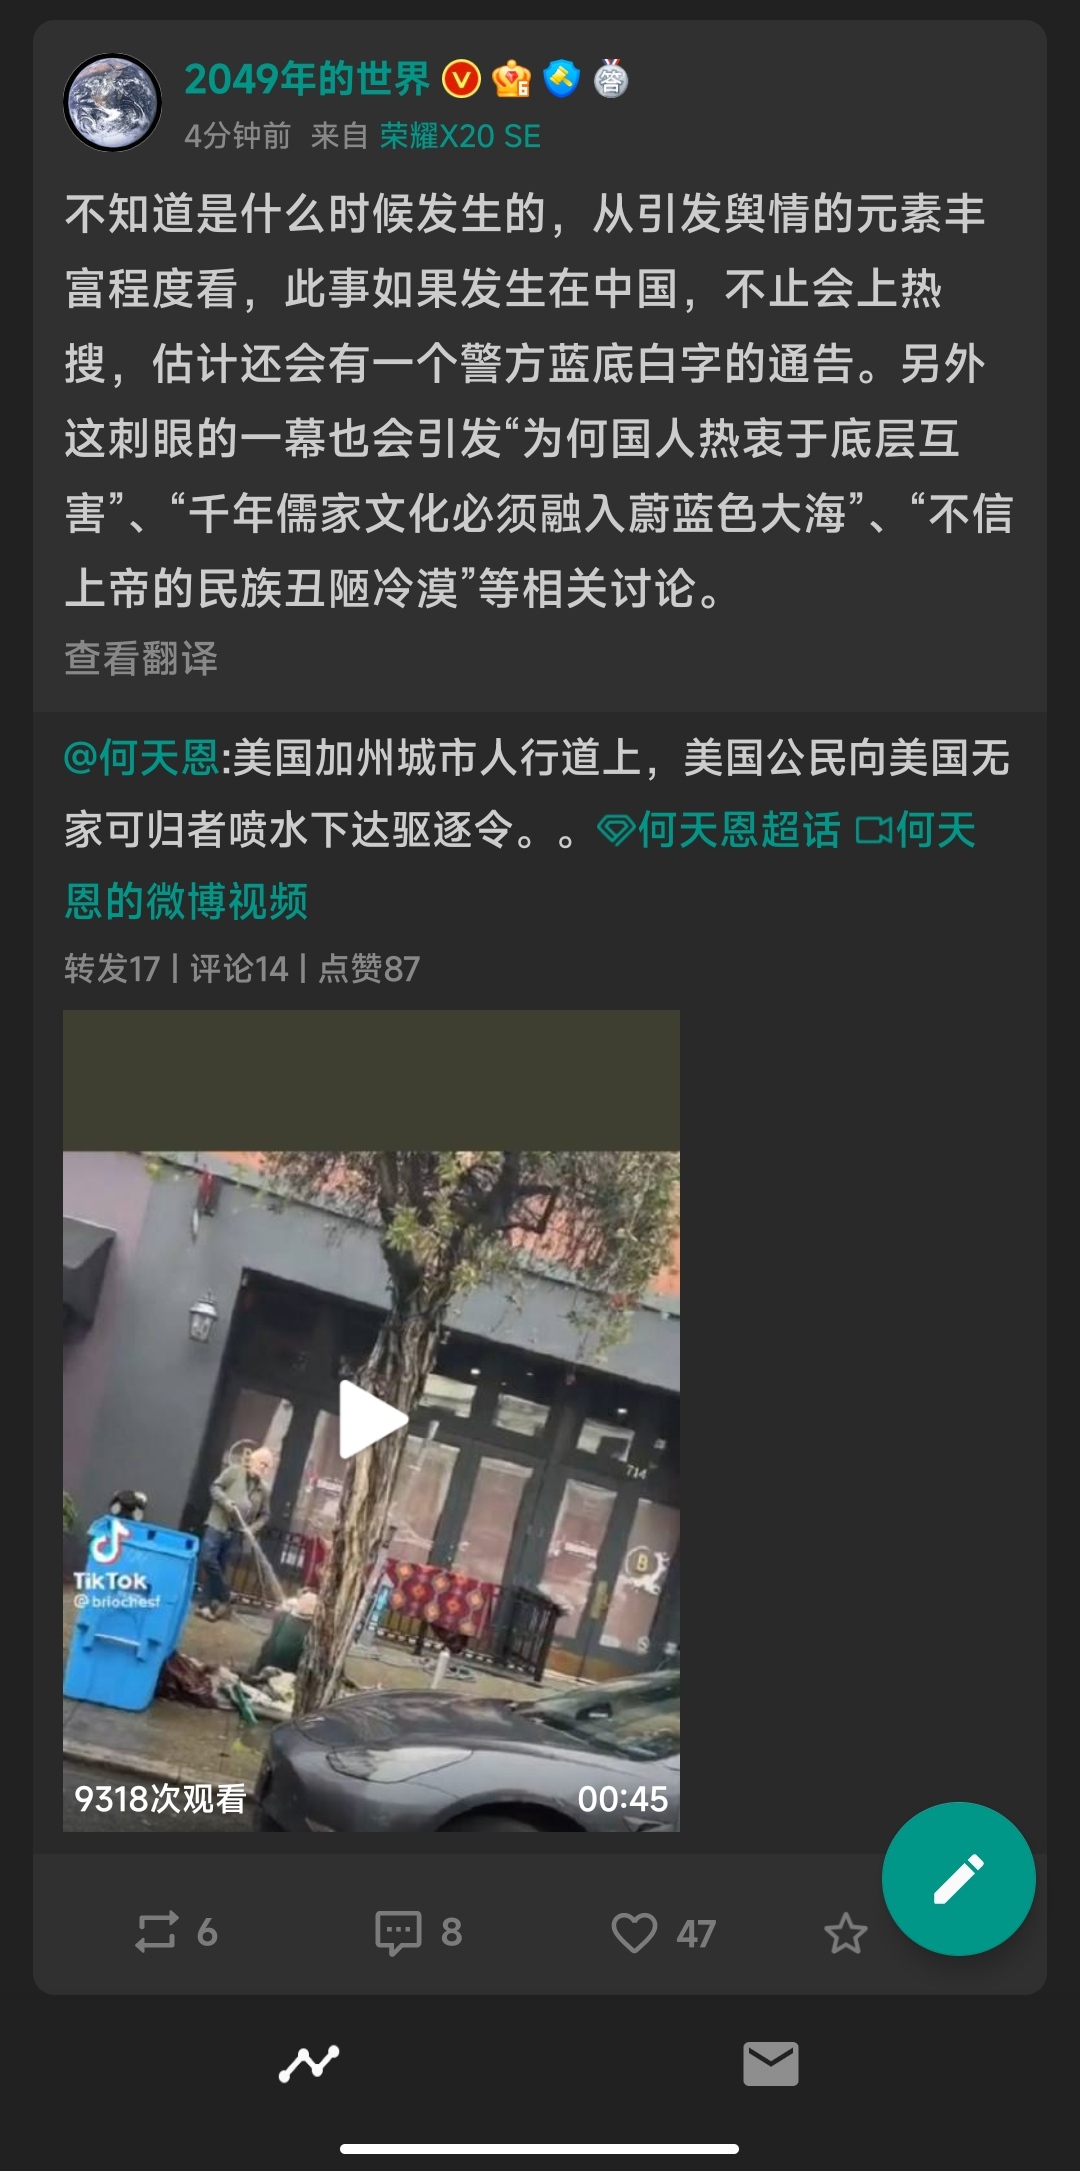 2049年的世界
4分钟前 来自 荣耀X20 SE
不知道是什么时候发生的，从引发舆情的元素丰
富程度看，此事如果发生在中国，不止会上热
搜，估计还会有一个警方蓝底白字的通告。另外
这刺眼的一幕也会引发“为何国人热衷于底层互
害”、“千年儒家文化必须融入蔚蓝色大海”、“不信
上帝的民族丑陋冷漠”等相关讨论。
查看翻译
@何天恩:美国加州城市人行道上，美国公民向美国无
家可归者喷水下达驱逐令。。何天恩超话 何天
恩的微博视频
转发17 | 评论14 | 点赞87
714
B
TikTok
@briochesf
9318次观看 00:45
6 8 47